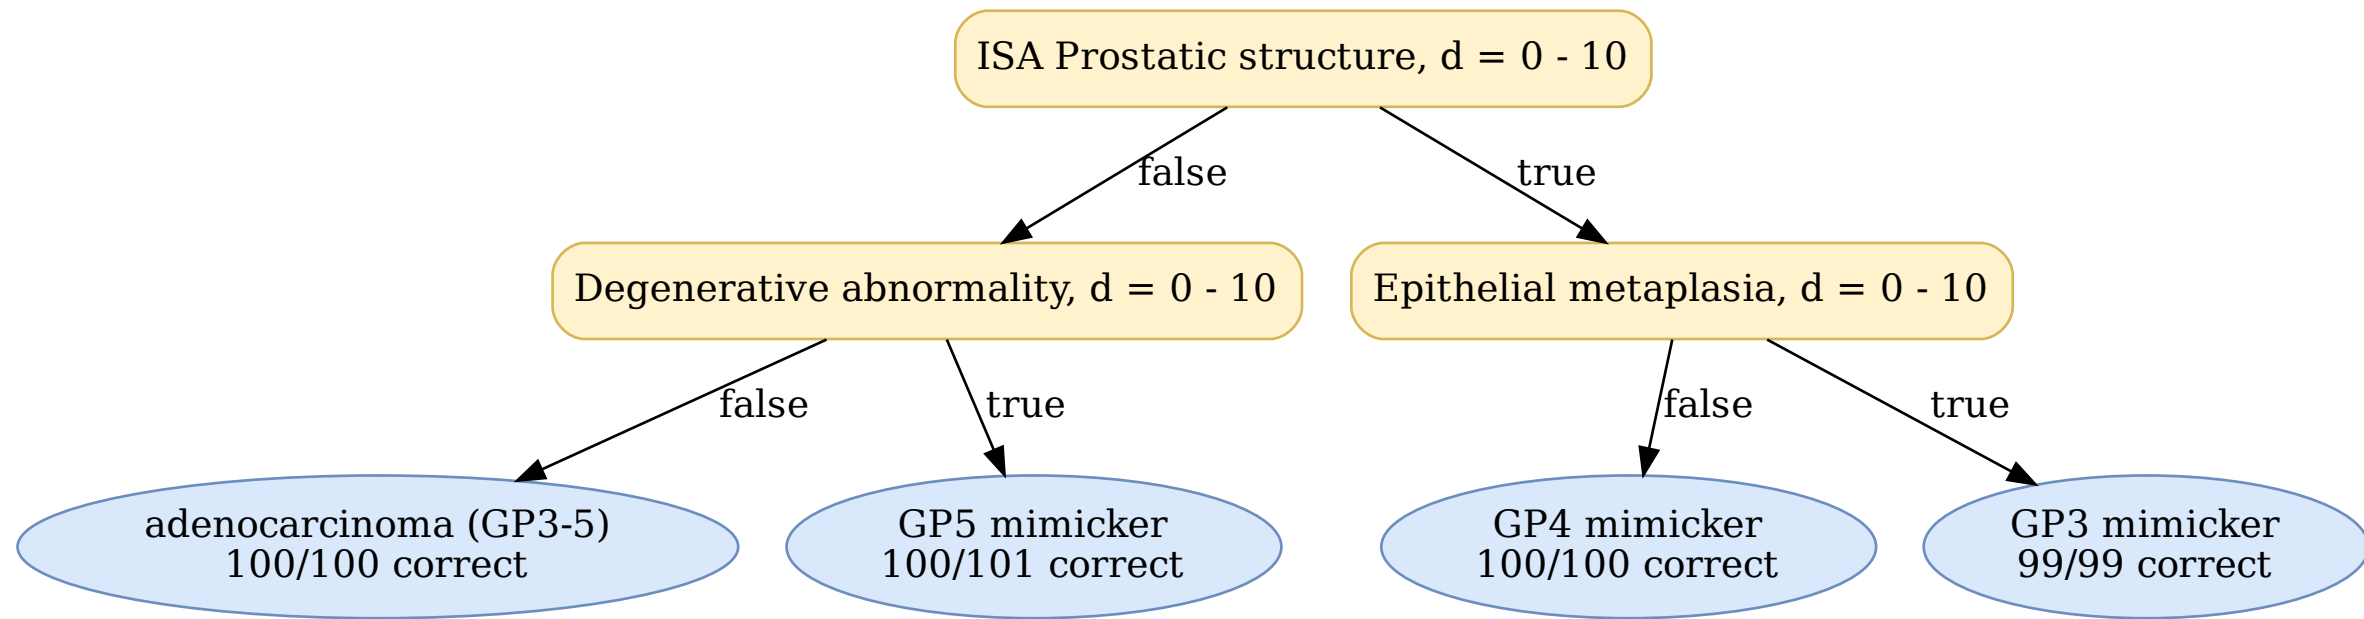 ISA Prostatic structure, d = 0 - 10
false
true
Degenerative abnormality, d = 0 - 10
Epithelial metaplasia, d = 0 - 10
false
true
false
true
adenocarcinoma (GP3-5)
100/100 correct
GP5 mimicker
100/101 correct
GP4 mimicker
100/100 correct
GP3 mimicker
99/99 correct